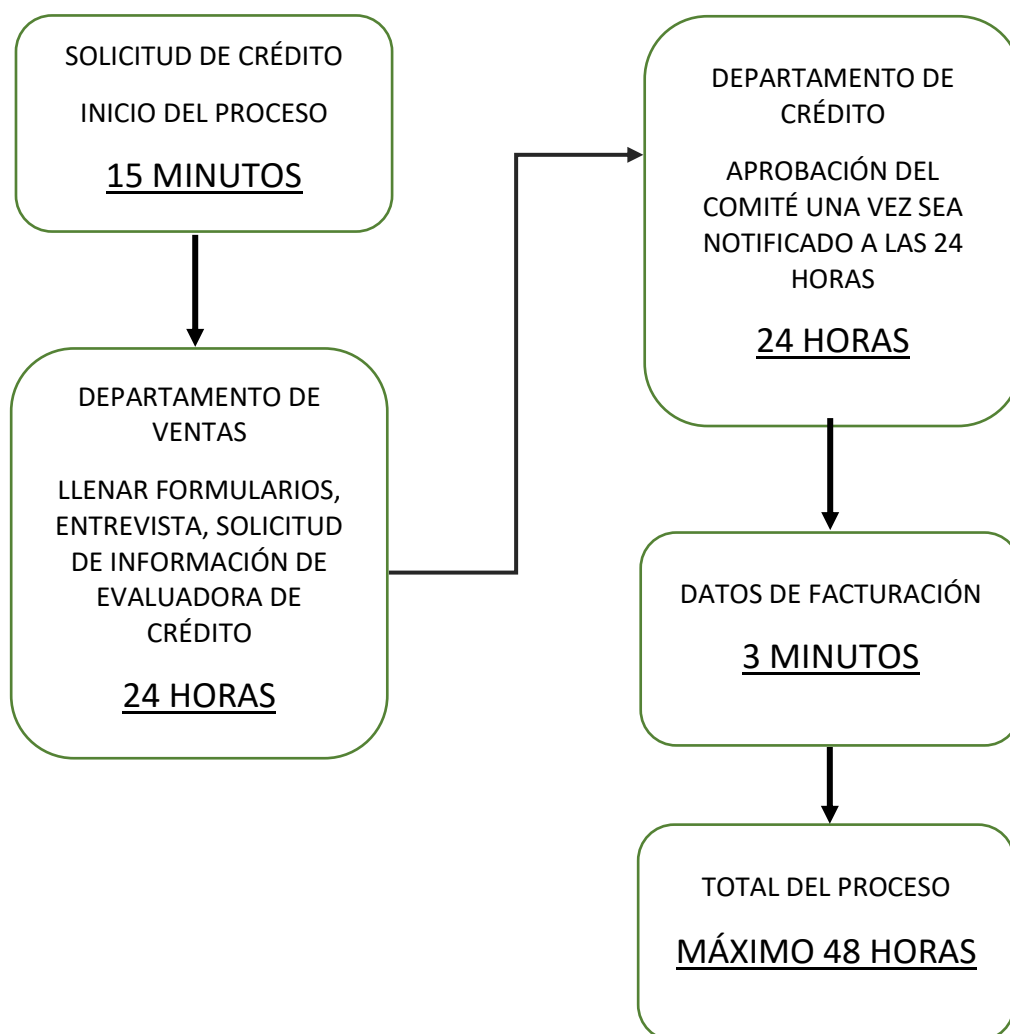 SOLICITUD DE CRÉDITO
INICIO DEL PROCESO
15 MINUTOS
DEPARTAMENTO DE
VENTAS
LLENAR FORMULARIOS,
ENTREVISTA, SOLICITUD
DE INFORMACIÓN DE
EVALUADORA DE
CRÉDITO
24 HORAS
DEPARTAMENTO DE
CRÉDITO
APROBACIÓN DEL
COMITÉ UNA VEZ SEA
NOTIFICADO A LAS 24
HORAS
24 HORAS
DATOS DE FACTURACIÓN
3 MINUTOS
TOTAL DEL PROCESO
MÁXIMO 48 HORAS